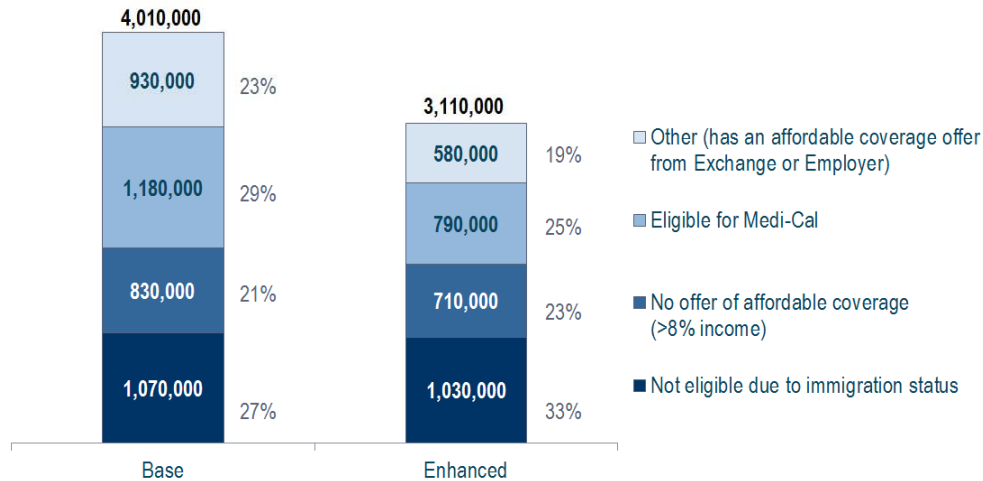 4,010,000
930,000
23%
1,180,000
29%
830,000
21%
1,070,000
27%
Base
3,110,000
580,000
19%
790,000
25%
710,000
23%
1,030,000
33%
Enhanced
Other (has an affordable coverage offer
from Exchange or Employer)
Eligible for Medi-Cal
No offer of affordable coverage
(>8% income)
Not eligible due to immigration status